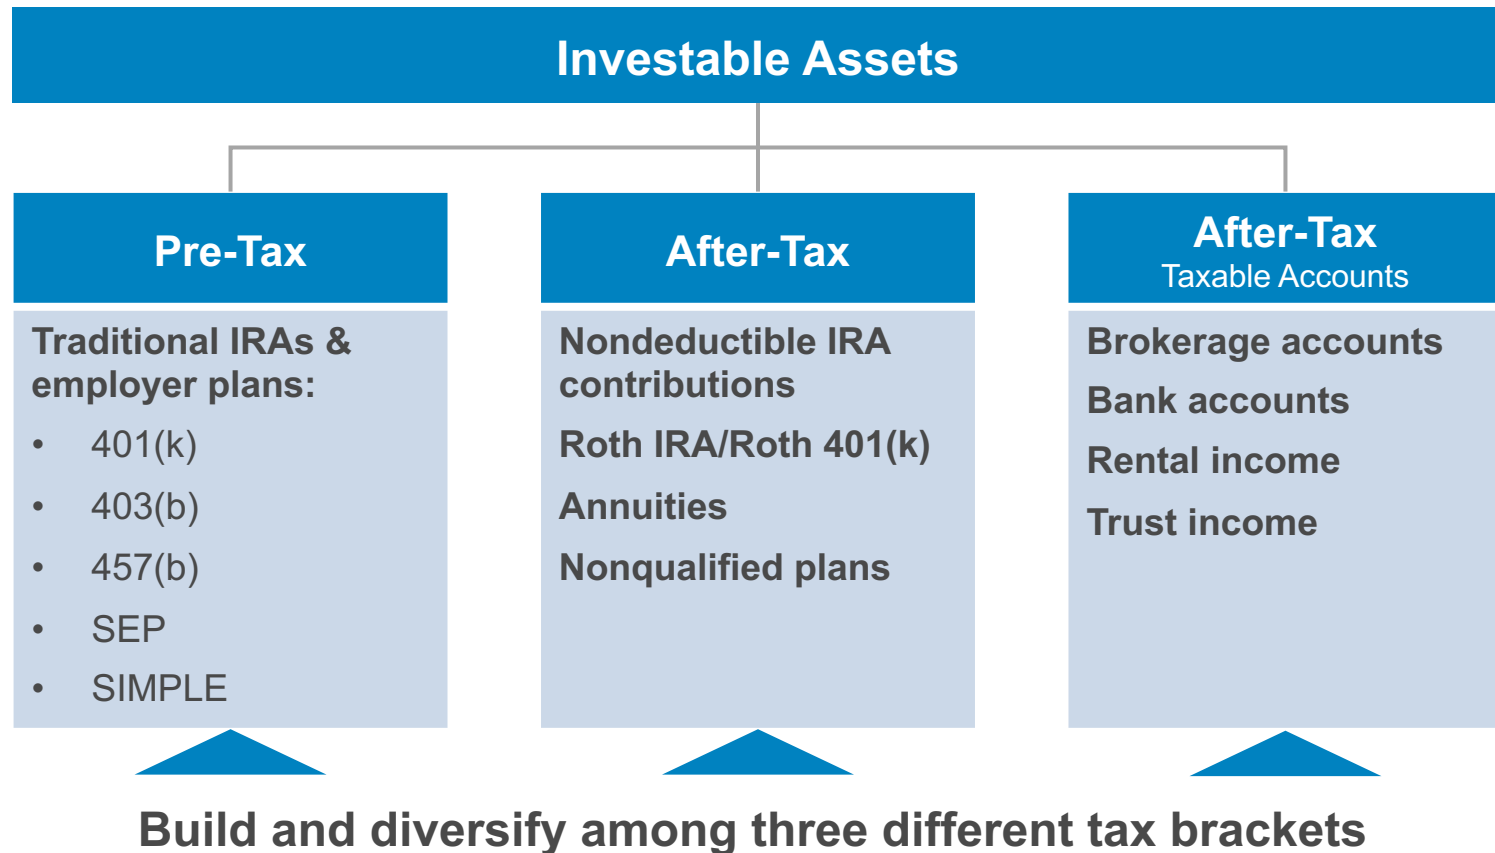 Investable Assets
Pre-Tax
Traditional IRAs &
employer plans:
• 401(k)
• 403(b)
• 457(b)
• SEP
• SIMPLE
After-Tax
Nondeductible IRA
contributions
Roth IRA/Roth 401(k)
Annuities
Nonqualified plans
After-Tax
Taxable Accounts
Brokerage accounts
Bank accounts
Rental income
Trust income
Build and diversify among three different tax brackets